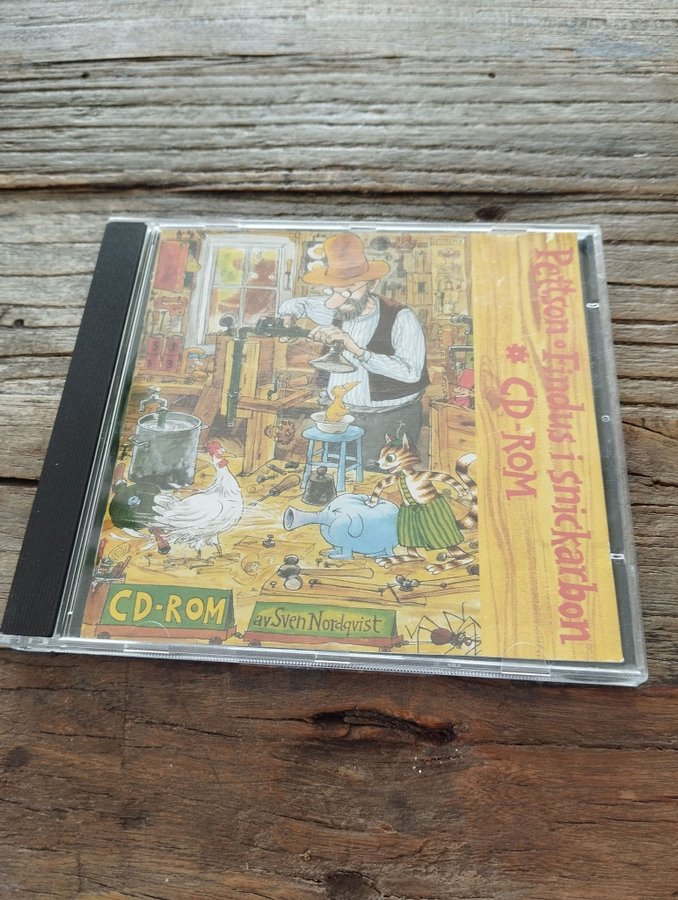 Pettson · Findus i snickarbon
* CD-ROM
CD-ROM
av Sven Nordqvist